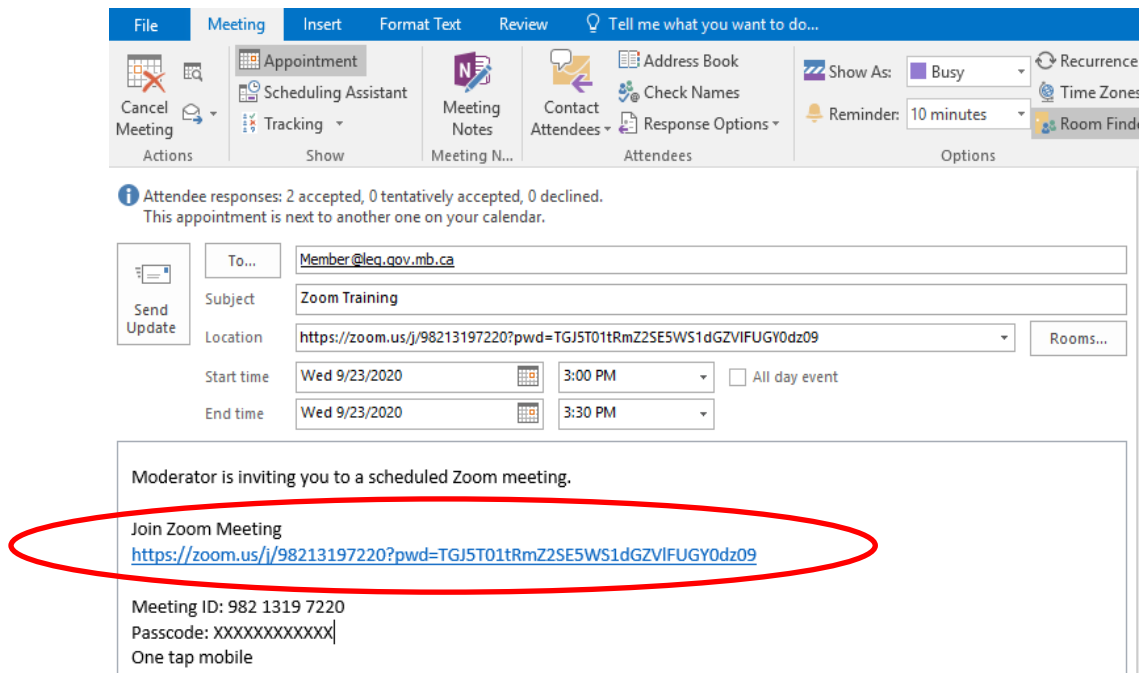 File Meeting Insert Format Text Review Tell me what you want to do...
Cancel Meeting
Actions
Appointment
Scheduling Assistant
Tracking
Show
Meeting Notes
Meeting N...
Contact Attendees
Address Book
Check Names
Response Options
Attendees
Show As: Busy
Reminder: 10 minutes
Recurrence
Time Zones
Room Finde
Options
Attendee responses: 2 accepted, 0 tentatively accepted, 0 declined.
This appointment is next to another one on your calendar.
Send Update
To... Member@leg.gov.mb.ca
Subject Zoom Training
Location https://zoom.us/j/98213197220?pwd=TGJ5T01tRmZ2SE5WS1dGZVlFUGY0dz09 Rooms...
Start time Wed 9/23/2020 3:00 PM All day event
End time Wed 9/23/2020 3:30 PM
Moderator is inviting you to a scheduled Zoom meeting.
Join Zoom Meeting
https://zoom.us/j/98213197220?pwd=TGJ5T01tRmZ2SE5WS1dGZVlFUGY0dz09
Meeting ID: 982 1319 7220
Passcode: XXXXXXXXXXXX
One tap mobile